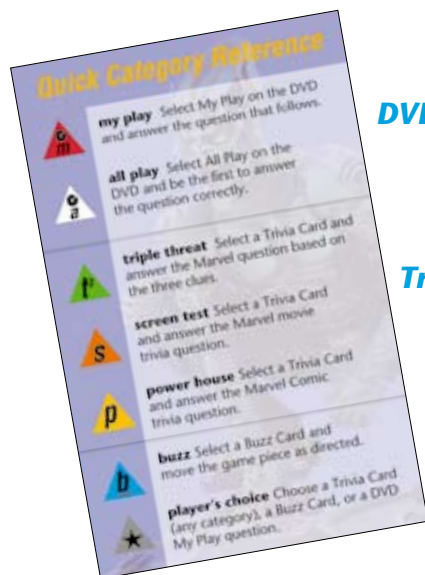 Quick Category Reference
my play Select My Play on the DVD
and answer the question that follows.
m
all play Select All Play on the
DVD and be the first to answer
the question correctly.
a
triple threat Select a Trivia Card and
answer the Marvel question based on
the three clues.
t³
screen test Select a Trivia Card
and answer the Marvel movie
trivia question.
s
power house Select a Trivia Card
and answer the Marvel Comic
trivia question.
p
buzz Select a Buzz Card and
move the game piece as directed.
b
player's choice Choose a Trivia Card
(any category), a Buzz Card, or a DVD
My Play question.
DVD
Tr